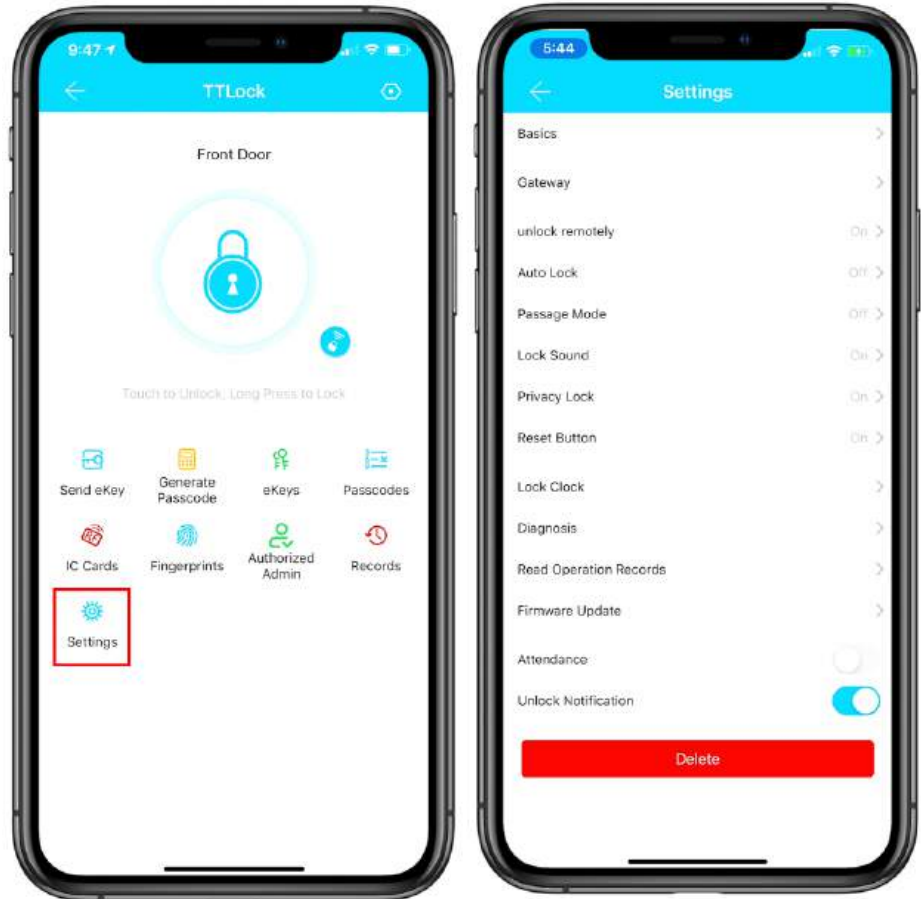 9:47
TTLock
Front Door
Touch to Unlock, Long Press to Lock
Send eKey
Generate
Passcode
eKeys
Passcodes
IC Cards
Fingerprints
Authorized
Admin
Records
Settings
5:44
Settings
Basics
Gateway
unlock remotely On
Auto Lock Off
Passage Mode Off
Lock Sound On
Privacy Lock On
Reset Button On
Lock Clock
Diagnosis
Read Operation Records
Firmware Update
Attendance
Unlock Notification
Delete